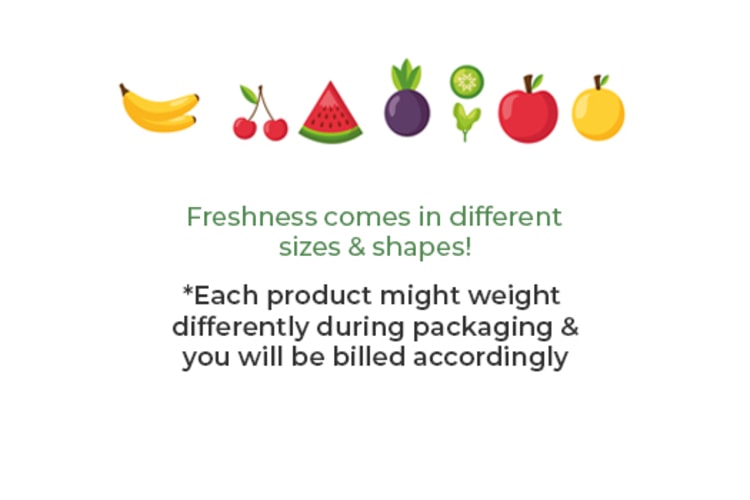 Freshness comes in different
sizes & shapes!
*Each product might weight
differently during packaging &
you will be billed accordingly